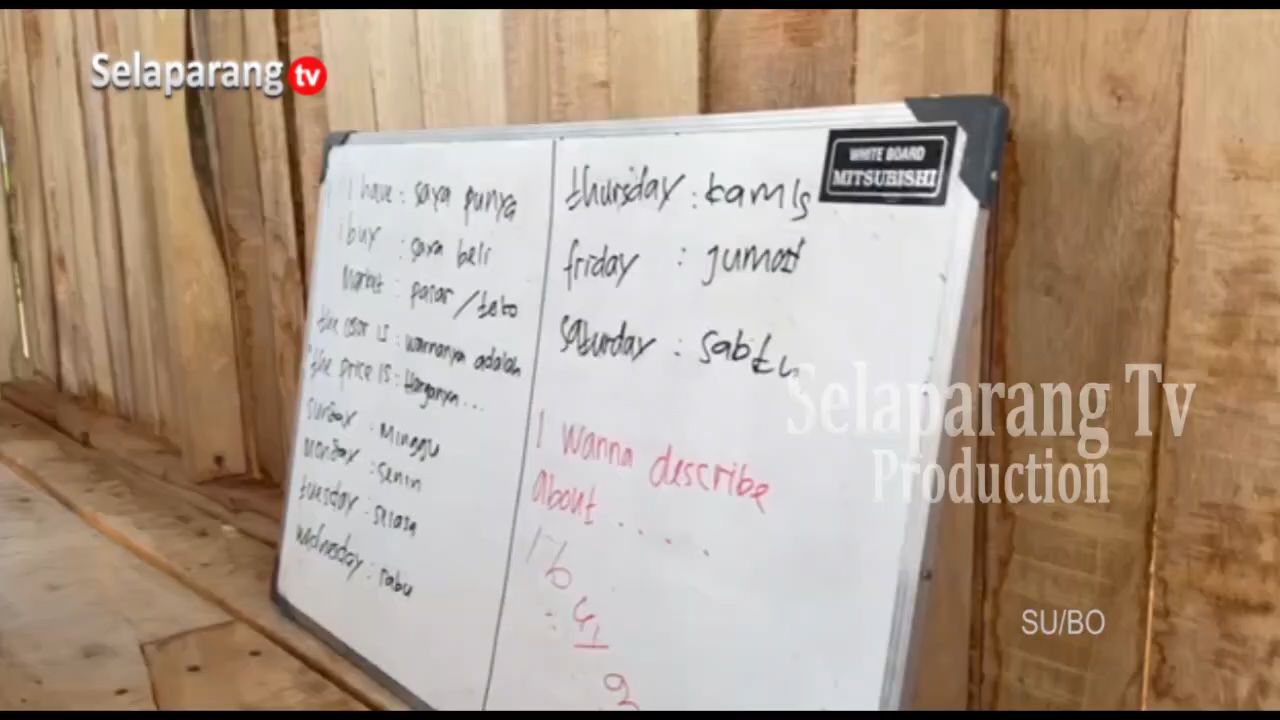 Selaparang tv
WHITE BOARD
MITSUBISHI
I have : saya punya
I buy : saya beli
Market : pasar / toko
the color is : warnanya adalah
the price is : Harganya ...
sunday : Minggu
Monday : senin
tuesday : selasa
wednesday : rabu
thursday : kamis
friday : jumat
saturday : sabtu
I wanna describe
about .....
Selaparang Tv
Production
SU/BO